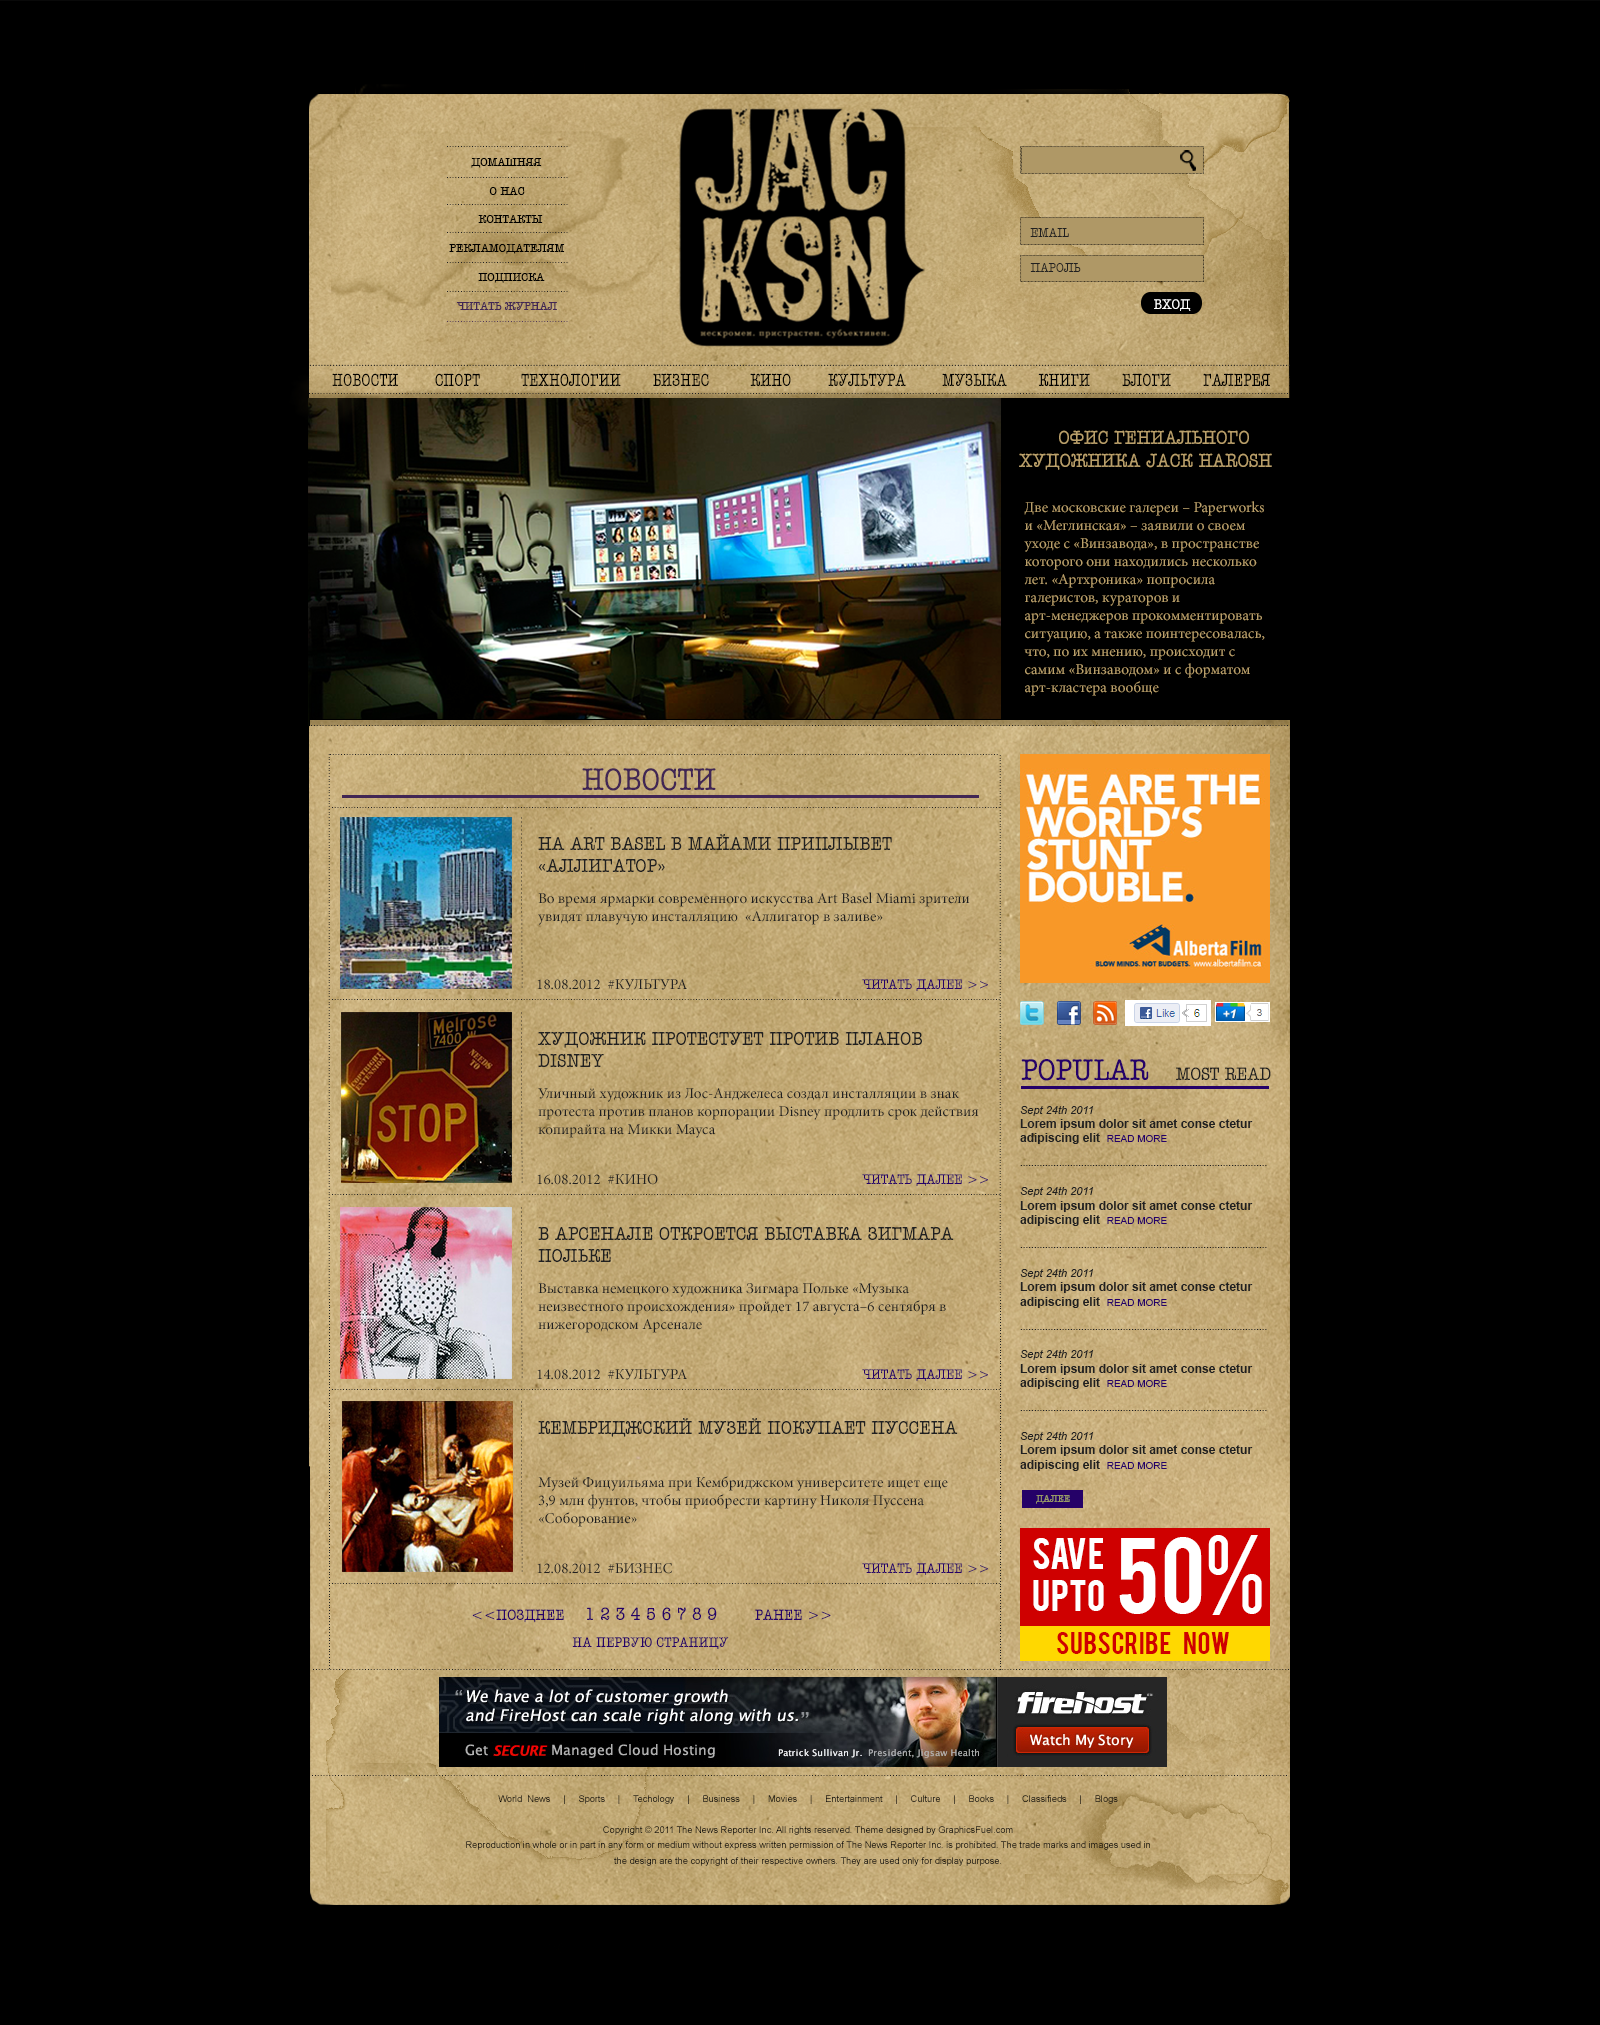 ДОМАШНЯЯ
О НАС
КОНТАКТЫ
РЕКЛАМОДАТЕЛЯМ
ПОДПИСКА
ЧИТАТЬ ЖУРНАЛ
JAC
KSN
нескромен. пристрастен. субъективен.
EMAIL
ПАРОЛЬ
ВХОД
НОВОСТИ СПОРТ ТЕХНОЛОГИИ БИЗНЕС КИНО КУЛЬТУРА МУЗЫКА КНИГИ БЛОГИ ГАЛЕРЕЯ
ОФИС ГЕНИАЛЬНОГО
ХУДОЖНИКА JACK HAROSH
Две московские галереи – Paperworks
и «Меглинская» – заявили о своем
уходе с «Винзавода», в пространстве
которого они находились несколько
лет. «Артхроника» попросила
галеристов, кураторов и
арт-менеджеров прокомментировать
ситуацию, а также поинтересовалась,
что, по их мнению, происходит с
самим «Винзаводом» и с форматом
арт-кластера вообще
НОВОСТИ
НА ART BASEL В МАЙАМИ ПРИПЛЫВЕТ
«АЛЛИГАТОР»
Во время ярмарки современного искусства Art Basel Miami зрители
увидят плавучую инсталляцию «Аллигатор в заливе»
18.08.2012 #КУЛЬТУРА ЧИТАТЬ ДАЛЕЕ >>
Melrose
7400 W
COPYRIGHT
EXTENSION
NEEDS
TO
STOP
ХУДОЖНИК ПРОТЕСТУЕТ ПРОТИВ ПЛАНОВ
DISNEY
Уличный художник из Лос-Анджелеса создал инсталляции в знак
протеста против планов корпорации Disney продлить срок действия
копирайта на Микки Мауса
16.08.2012 #КИНО ЧИТАТЬ ДАЛЕЕ >>
В АРСЕНАЛЕ ОТКРОЕТСЯ ВЫСТАВКА ЗИГМАРА
ПОЛЬКЕ
Выставка немецкого художника Зигмара Польке «Музыка
неизвестного происхождения» пройдет 17 августа–6 сентября в
нижегородском Арсенале
14.08.2012 #КУЛЬТУРА ЧИТАТЬ ДАЛЕЕ >>
КЕМБРИДЖСКИЙ МУЗЕЙ ПОКУПАЕТ ПУССЕНА
Музей Фицуильяма при Кембриджском университете ищет еще
3,9 млн фунтов, чтобы приобрести картину Николя Пуссена
«Соборование»
12.08.2012 #БИЗНЕС ЧИТАТЬ ДАЛЕЕ >>
<<ПОЗДНЕЕ 1 2 3 4 5 6 7 8 9 РАНЕЕ >>
НА ПЕРВУЮ СТРАНИЦУ
WE ARE THE
WORLD'S
STUNT
DOUBLE.
AlbertaFilm
BLOW MINDS. NOT BUDGETS. www.albertafilm.ca
Like 6 +1 3
POPULAR MOST READ
Sept 24th 2011
Lorem ipsum dolor sit amet conse ctetur
adipiscing elit READ MORE
Sept 24th 2011
Lorem ipsum dolor sit amet conse ctetur
adipiscing elit READ MORE
Sept 24th 2011
Lorem ipsum dolor sit amet conse ctetur
adipiscing elit READ MORE
Sept 24th 2011
Lorem ipsum dolor sit amet conse ctetur
adipiscing elit READ MORE
Sept 24th 2011
Lorem ipsum dolor sit amet conse ctetur
adipiscing elit READ MORE
ДАЛЕЕ
SAVE
UPTO 50%
SUBSCRIBE NOW
“We have a lot of customer growth
and FireHost can scale right along with us.”
Get SECURE Managed Cloud Hosting
Patrick Sullivan Jr. President, Jigsaw Health
firehost
Watch My Story
World News | Sports | Techology | Business | Movies | Entertainment | Culture | Books | Classifieds | Blogs
Copyright © 2011 The News Reporter Inc. All rights reserved. Theme designed by GraphicsFuel.com
Reproduction in whole or in part in any form or medium without express written permission of The News Reporter Inc. is prohibited. The trade marks and images used in
the design are the copyright of their respective owners. They are used only for display purpose.